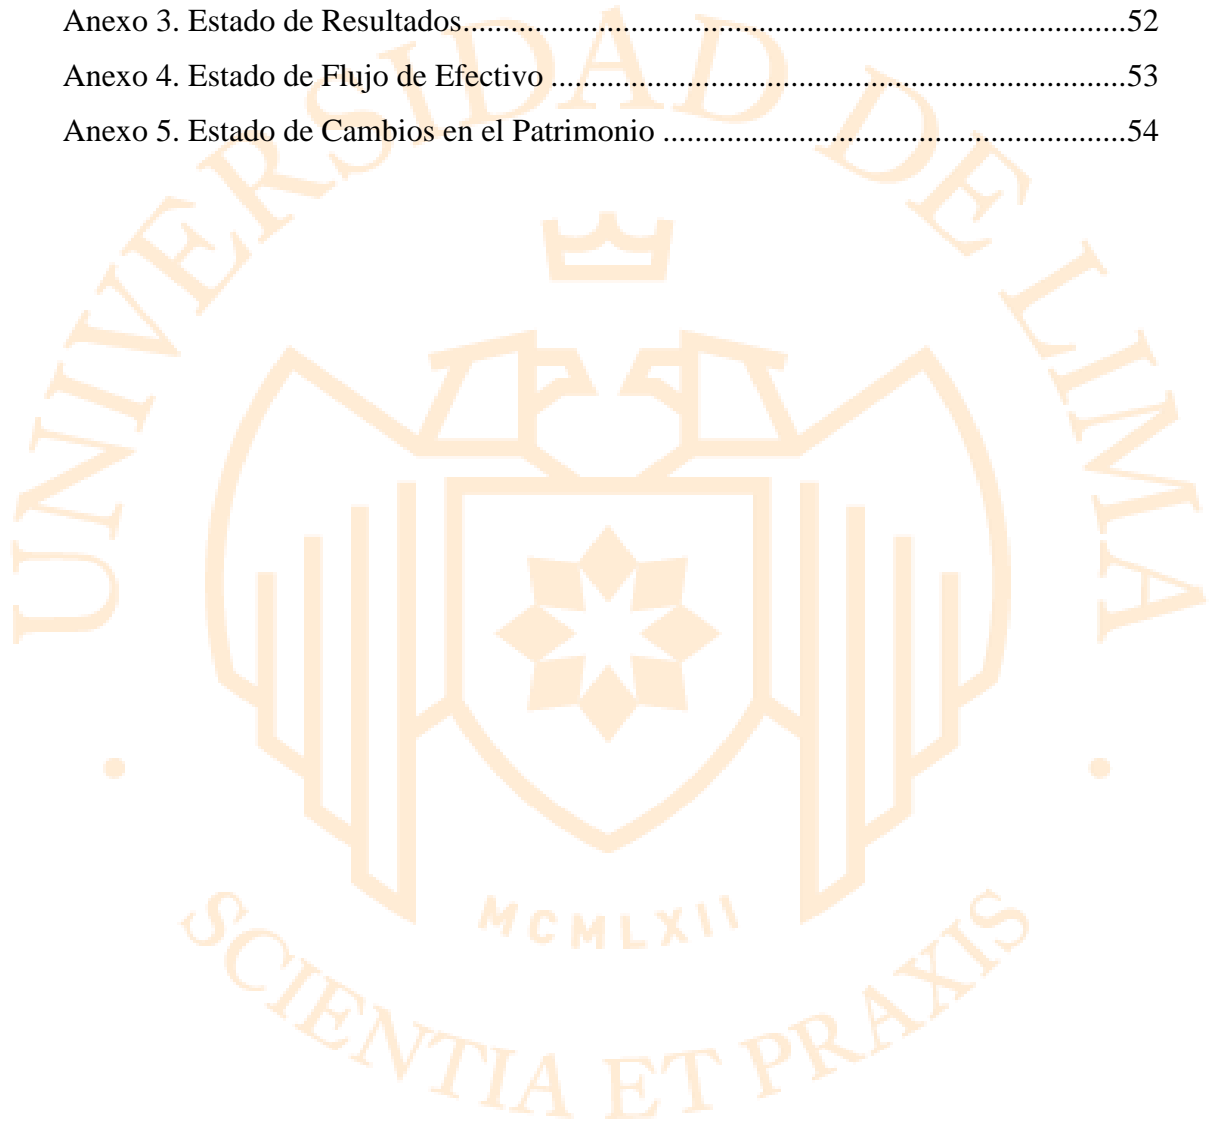 Anexo 3. Estado de Resultados....................................................................................52
Anexo 4. Estado de Flujo de Efectivo .........................................................................53
Anexo 5. Estado de Cambios en el Patrimonio ...........................................................54
UNIVERSIDAD DE LIMA
MCMLXII
SCIENTIA ET PRAXIS